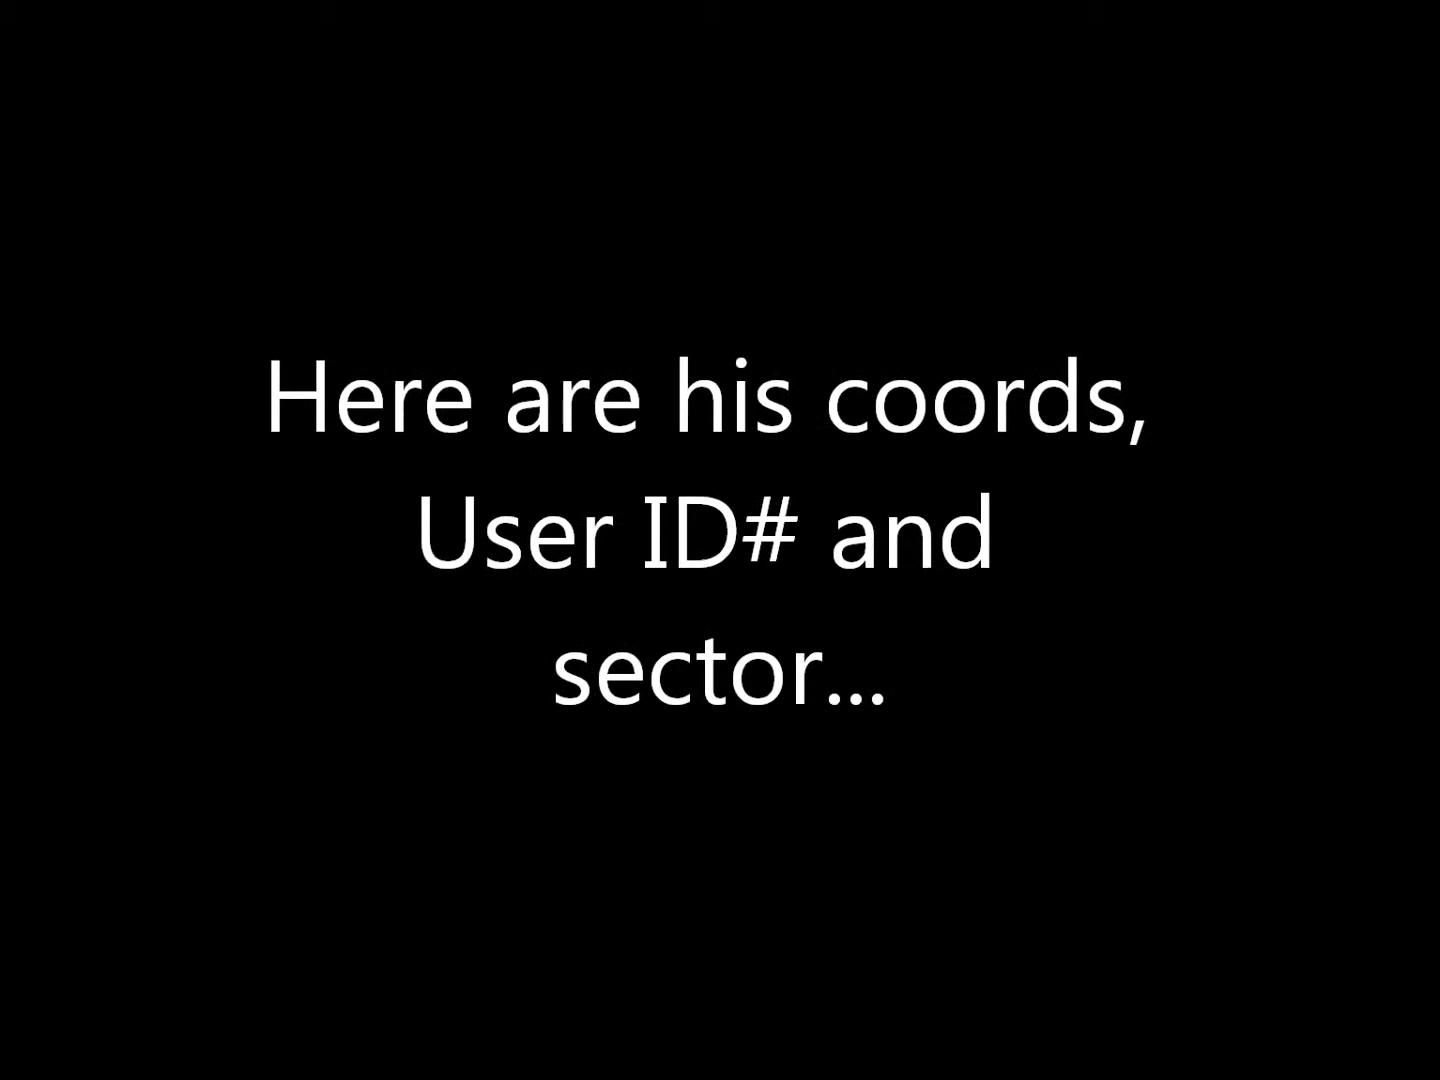 Here are his coords,
User ID# and
sector...